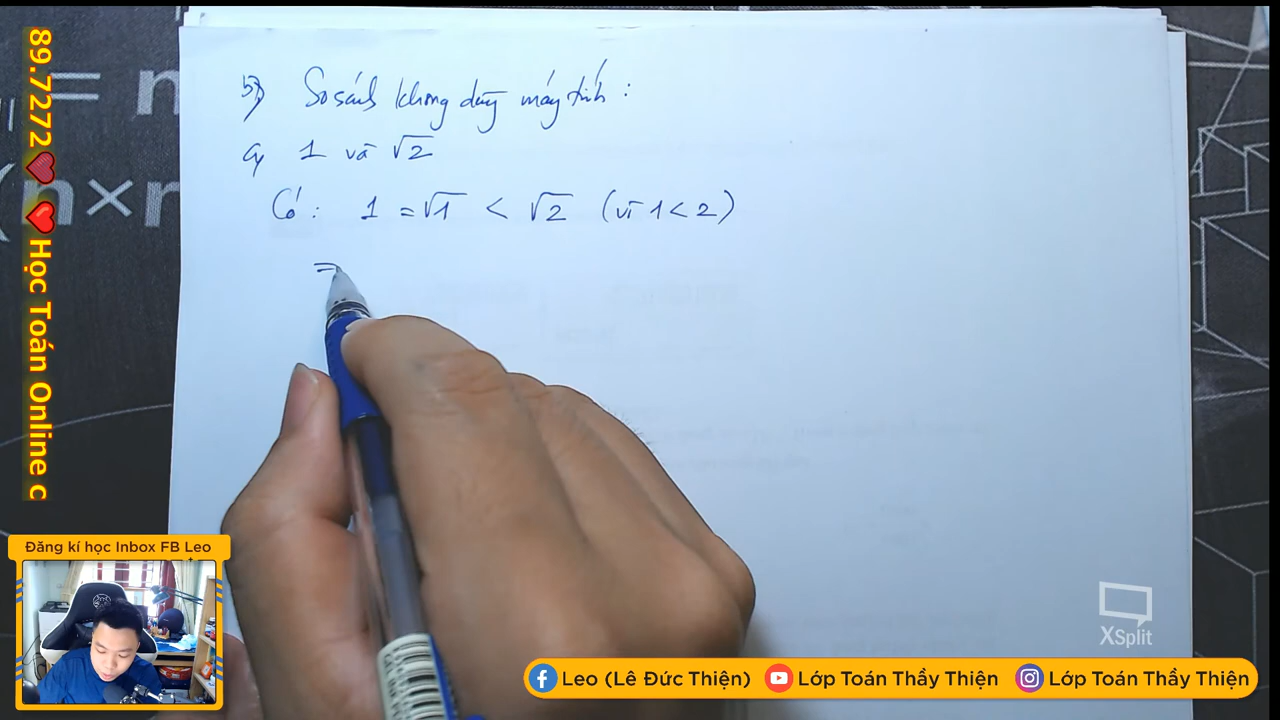 5) So sánh không dùng máy tính :
a, 1 và √2
Có : 1 = √1 < √2 (vì 1 < 2)
=
= n
n×n
89.7272❤️ ❤️Học Toán Online c
Đăng kí học Inbox FB Leo
XSplit
Leo (Lê Đức Thiện) Lớp Toán Thầy Thiện Lớp Toán Thầy Thiện